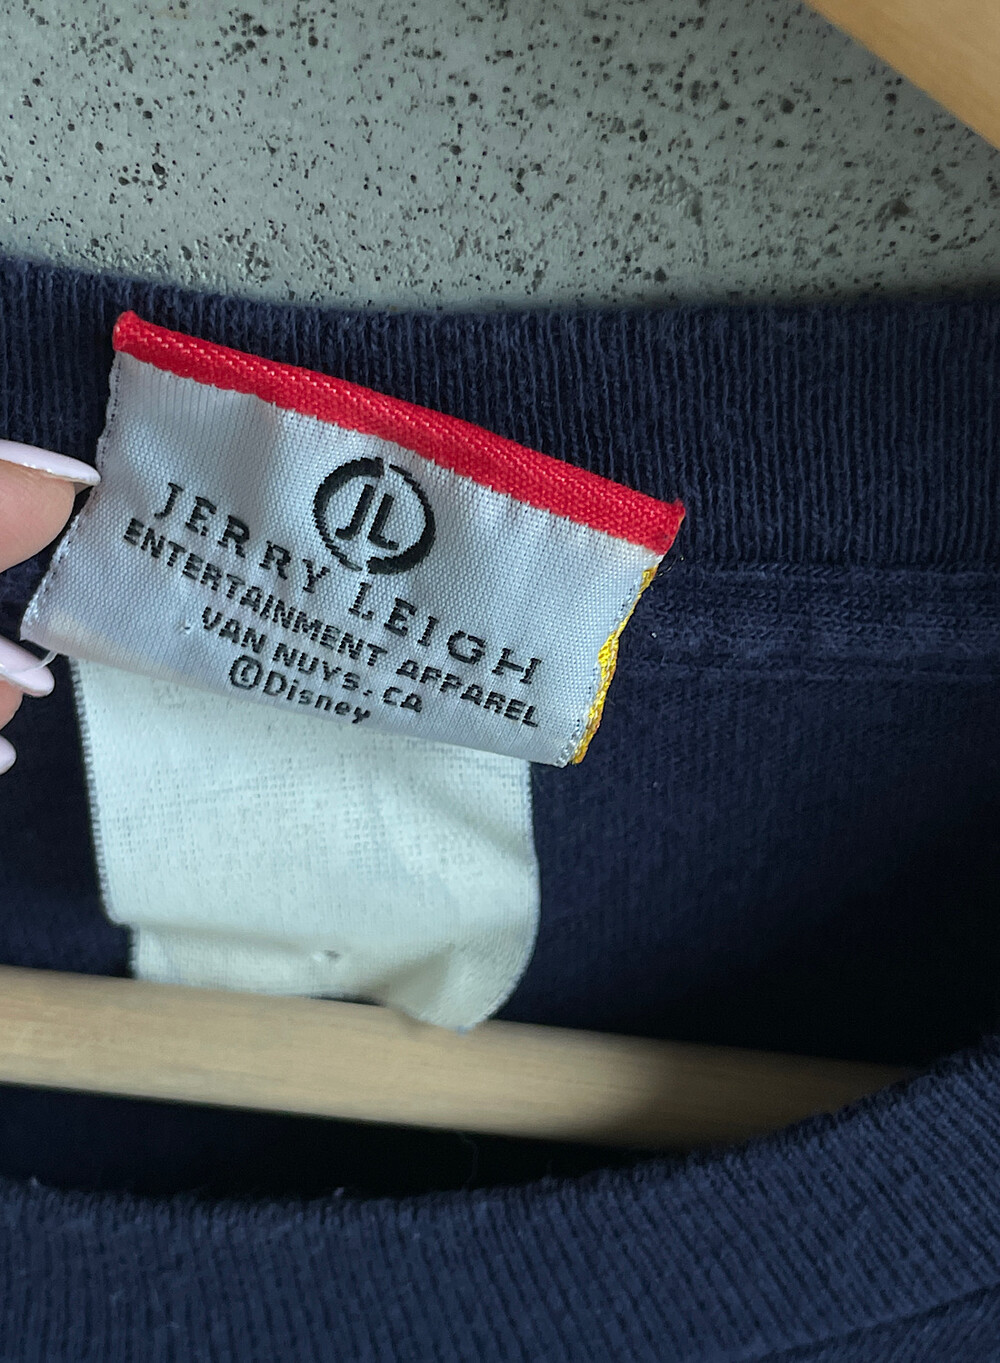 JL
JERRY LEIGH
ENTERTAINMENT APPAREL
VAN NUYS, CA
©Disney